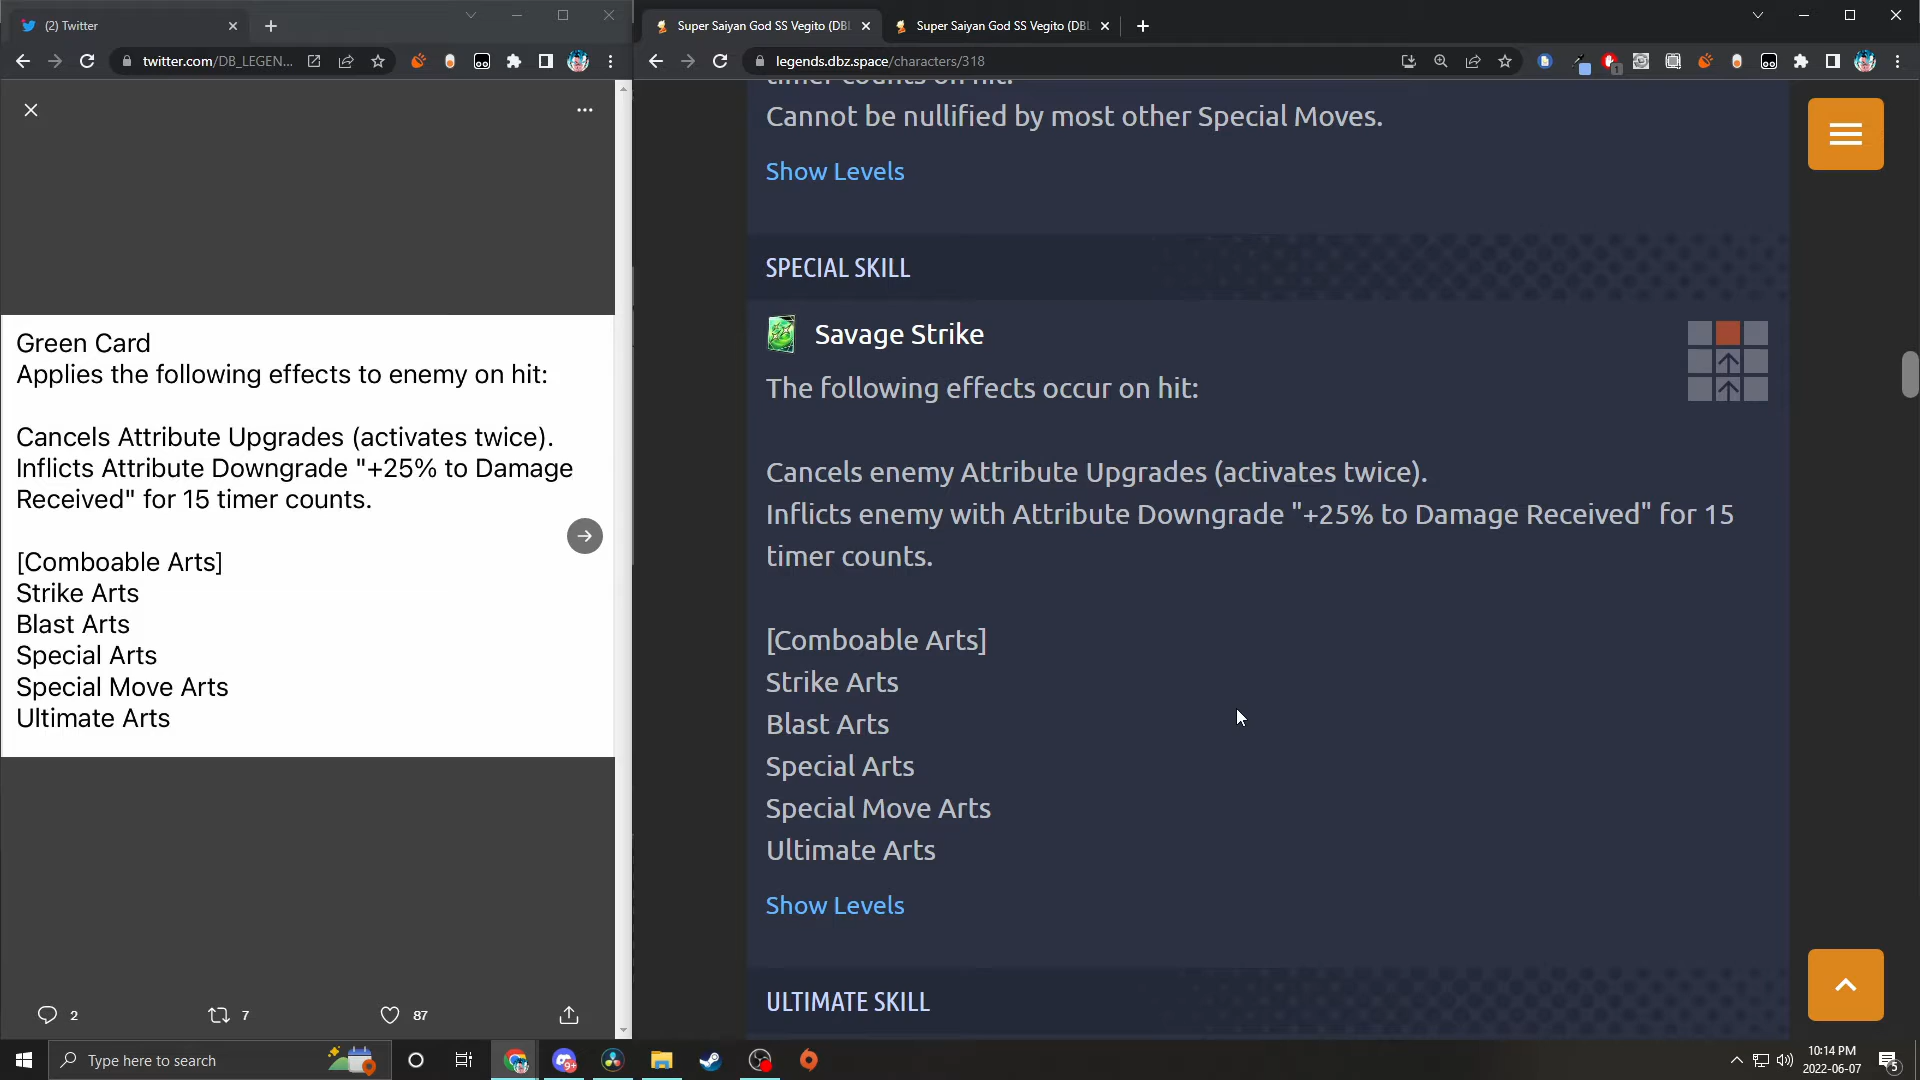 (2) Twitter
Super Saiyan God SS Vegito (DBL
Super Saiyan God SS Vegito (DBL
twitter.com/DB_LEGEN...
legends.dbz.space/characters/318
1
Cannot be nullified by most other Special Moves.
Show Levels
SPECIAL SKILL
Savage Strike
The following effects occur on hit:
Cancels enemy Attribute Upgrades (activates twice).
Inflicts enemy with Attribute Downgrade "+25% to Damage Received" for 15
timer counts.
[Comboable Arts]
Strike Arts
Blast Arts
Special Arts
Special Move Arts
Ultimate Arts
Show Levels
ULTIMATE SKILL
Green Card
Applies the following effects to enemy on hit:
Cancels Attribute Upgrades (activates twice).
Inflicts Attribute Downgrade "+25% to Damage
Received" for 15 timer counts.
[Comboable Arts]
Strike Arts
Blast Arts
Special Arts
Special Move Arts
Ultimate Arts
2
7
87
Type here to search
9+
10:14 PM
2022-06-07
5